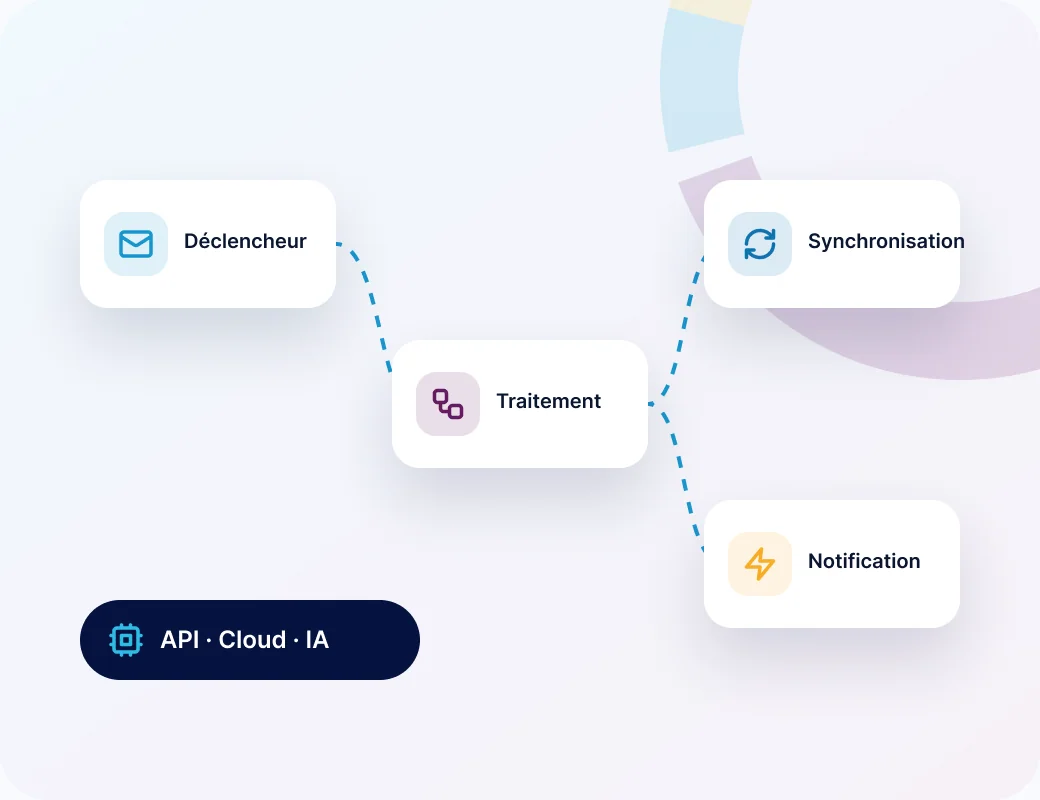 Déclencheur
Synchronisation
Traitement
Notification
API · Cloud · IA